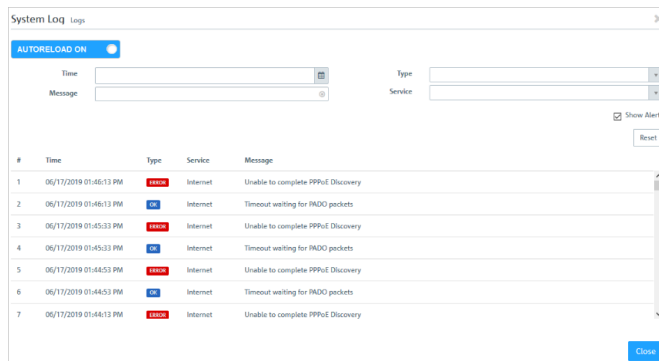 System Log Logs
AUTORELOAD ON
Time Type
Message Service
Show Alert
Reset
# Time Type Service Message
1 06/17/2019 01:46:13 PM ERROR Internet Unable to complete PPPoE Discovery
2 06/17/2019 01:46:13 PM OK Internet Timeout waiting for PADO packets
3 06/17/2019 01:45:33 PM ERROR Internet Unable to complete PPPoE Discovery
4 06/17/2019 01:45:33 PM OK Internet Timeout waiting for PADO packets
5 06/17/2019 01:44:53 PM ERROR Internet Unable to complete PPPoE Discovery
6 06/17/2019 01:44:53 PM OK Internet Timeout waiting for PADO packets
7 06/17/2019 01:44:13 PM ERROR Internet Unable to complete PPPoE Discovery
Close